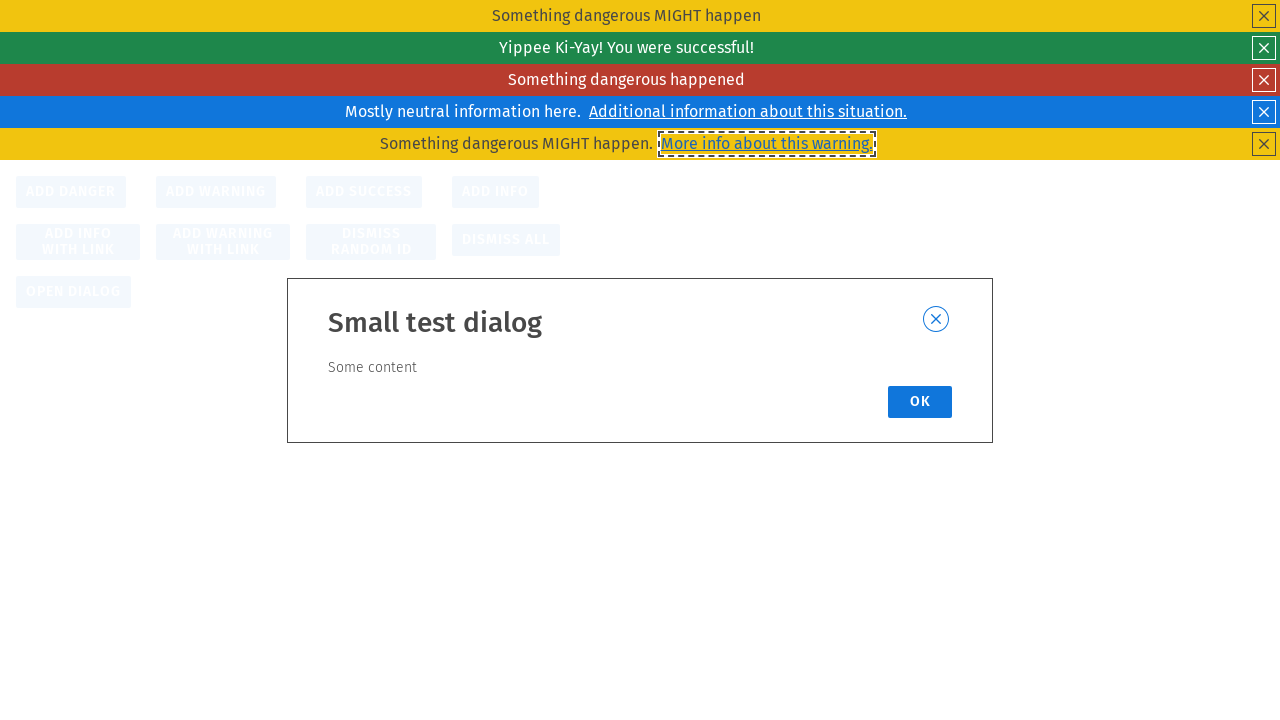 Something dangerous MIGHT happen
Yippee Ki-Yay! You were successful!
Something dangerous happened
Mostly neutral information here. Additional information about this situation.
Something dangerous MIGHT happen. More info about this warning.
ADD DANGER ADD WARNING ADD SUCCESS ADD INFO
ADD INFO
WITH LINK
ADD WARNING
WITH LINK
DISMISS
RANDOM ID
DISMISS ALL
OPEN DIALOG
Small test dialog
Some content
OK